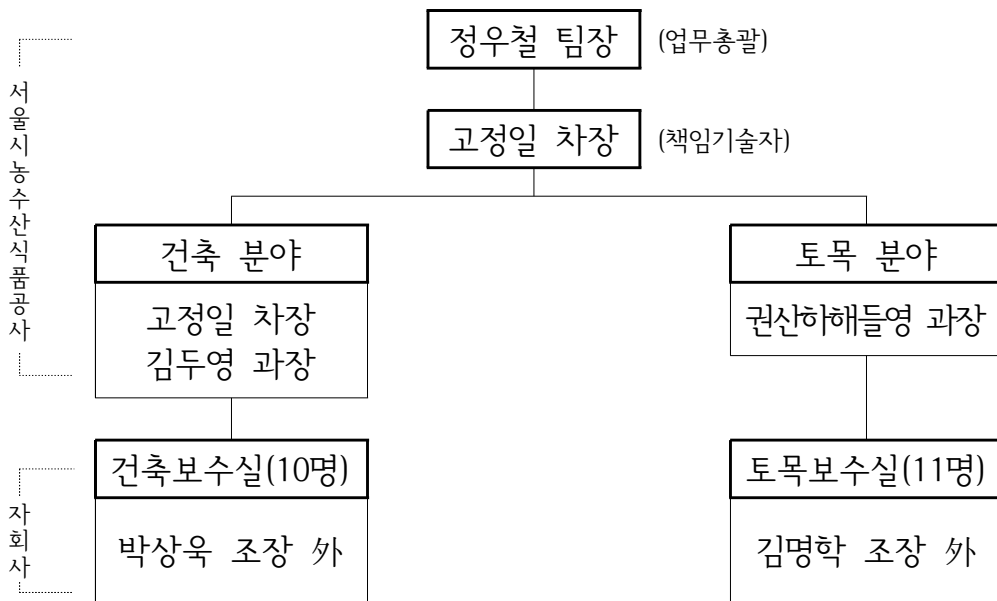 정우철 팀장 (업무총괄)
고정일 차장 (책임기술자)
서울시농수산식품공사
건축 분야
고정일 차장
김두영 과장
토목 분야
권산하해들영 과장
자회사
건축보수실(10명)
박상욱 조장 外
토목보수실(11명)
김명학 조장 外